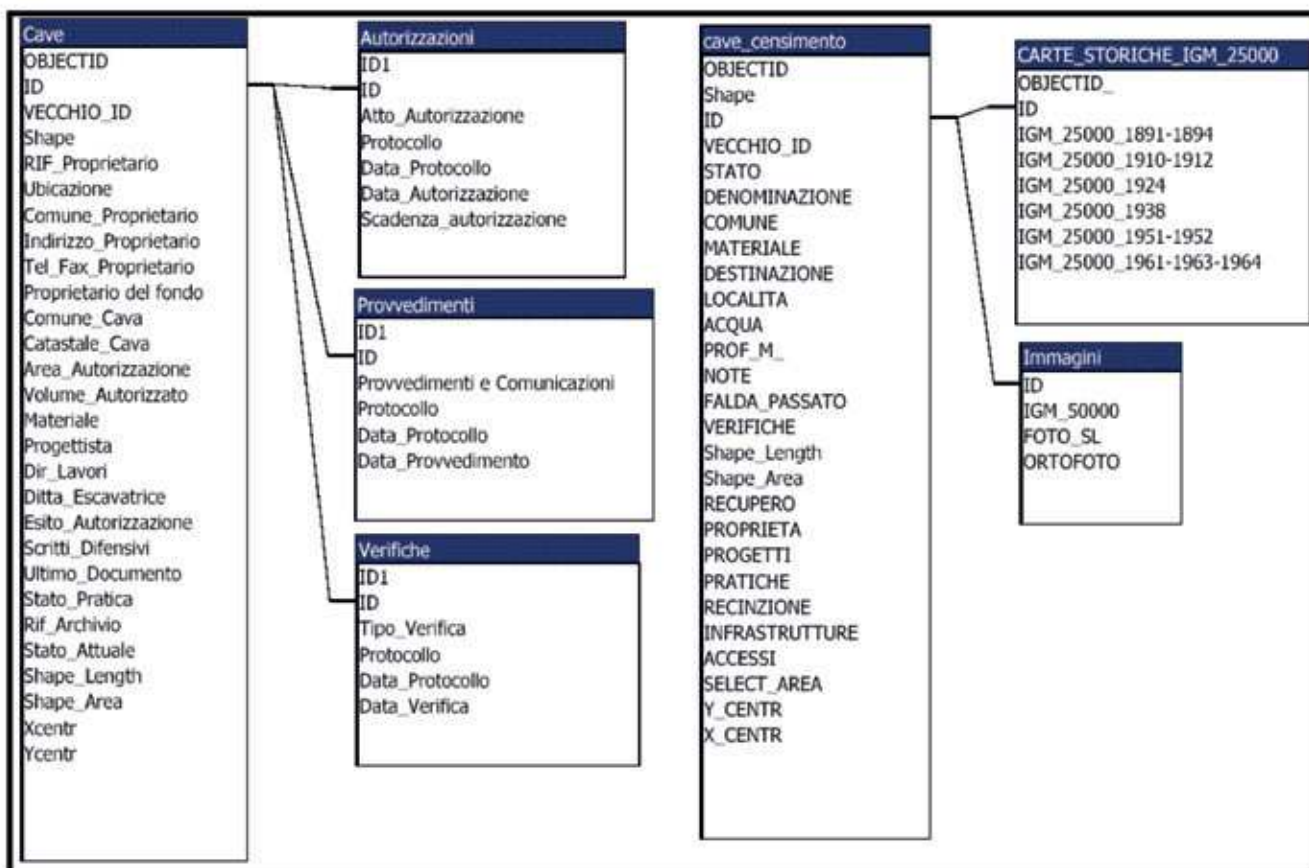 Cave
OBJECTID
ID
VECCHIO_ID
Shape
RIF_Proprietario
Ubicazione
Comune_Proprietario
Indirizzo_Proprietario
Tel_Fax_Proprietario
Proprietario del fondo
Comune_Cava
Catastale_Cava
Area_Autorizzazione
Volume_Autorizzato
Materiale
Progettista
Dir_Lavori
Ditta_Escavatrice
Esito_Autorizzazione
Scritti_Difensivi
Ultimo_Documento
Stato_Pratica
Rif_Archivio
Stato_Attuale
Shape_Length
Shape_Area
Xcentr
Ycentr
Autorizzazioni
ID1
ID
Atto_Autorizzazione
Protocollo
Data_Protocollo
Data_Autorizzazione
Scadenza_autorizzazione
Provvedimenti
ID1
ID
Provvedimenti e Comunicazioni
Protocollo
Data_Protocollo
Data_Provvedimento
Verifiche
ID1
ID
Tipo_Verifica
Protocollo
Data_Protocollo
Data_Verifica
cave_censimento
OBJECTID
Shape
ID
VECCHIO_ID
STATO
DENOMINAZIONE
COMUNE
MATERIALE
DESTINAZIONE
LOCALITA
ACQUA
PROF_M_
NOTE
FALDA_PASSATO
VERIFICHE
Shape_Length
Shape_Area
RECUPERO
PROPRIETA
PROGETTI
PRATICHE
RECINZIONE
INFRASTRUTTURE
ACCESSI
SELECT_AREA
Y_CENTR
X_CENTR
CARTE_STORICHE_IGM_25000
OBJECTID_
ID
IGM_25000_1891-1894
IGM_25000_1910-1912
IGM_25000_1924
IGM_25000_1938
IGM_25000_1951-1952
IGM_25000_1961-1963-1964
Immagini
ID
IGM_50000
FOTO_SL
ORTOFOTO